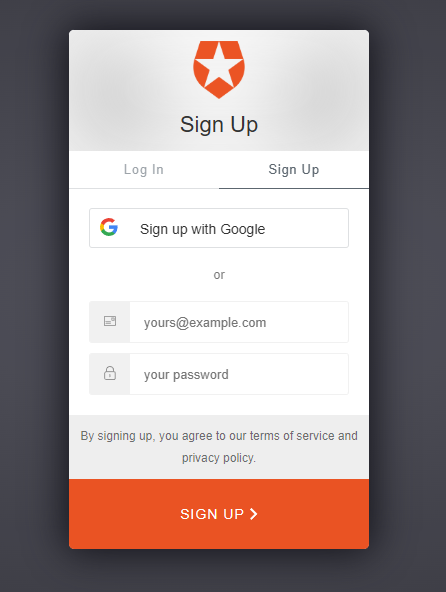 Sign Up
Log In
Sign Up
Sign up with Google
or
yours@example.com
your password
By signing up, you agree to our terms of service and
privacy policy.
SIGN UP